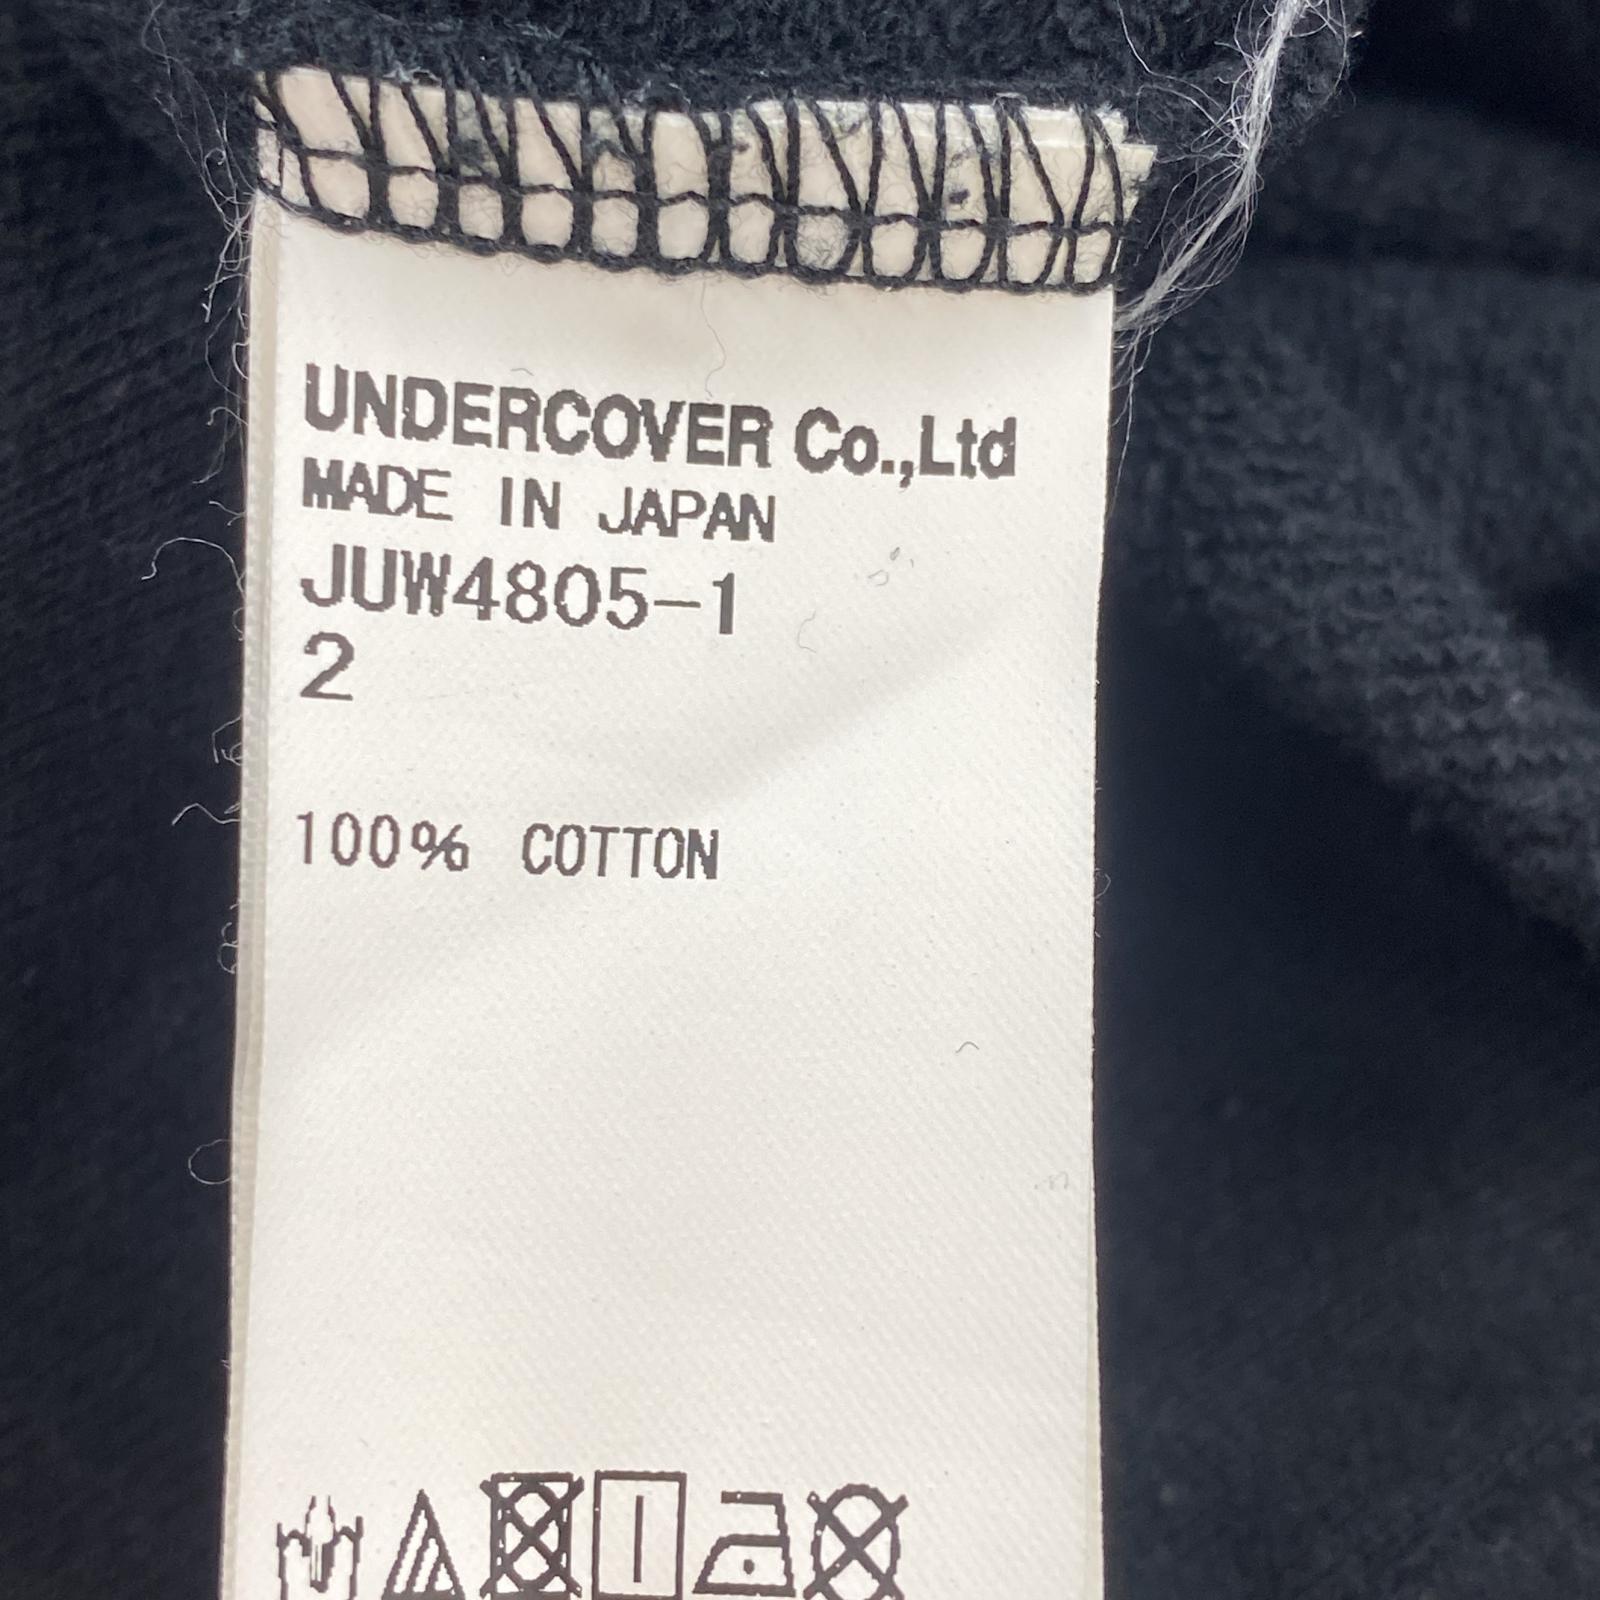 UNDERCOVER Co.,Ltd
MADE IN JAPAN
JUW4805-1
2
100% COTTON